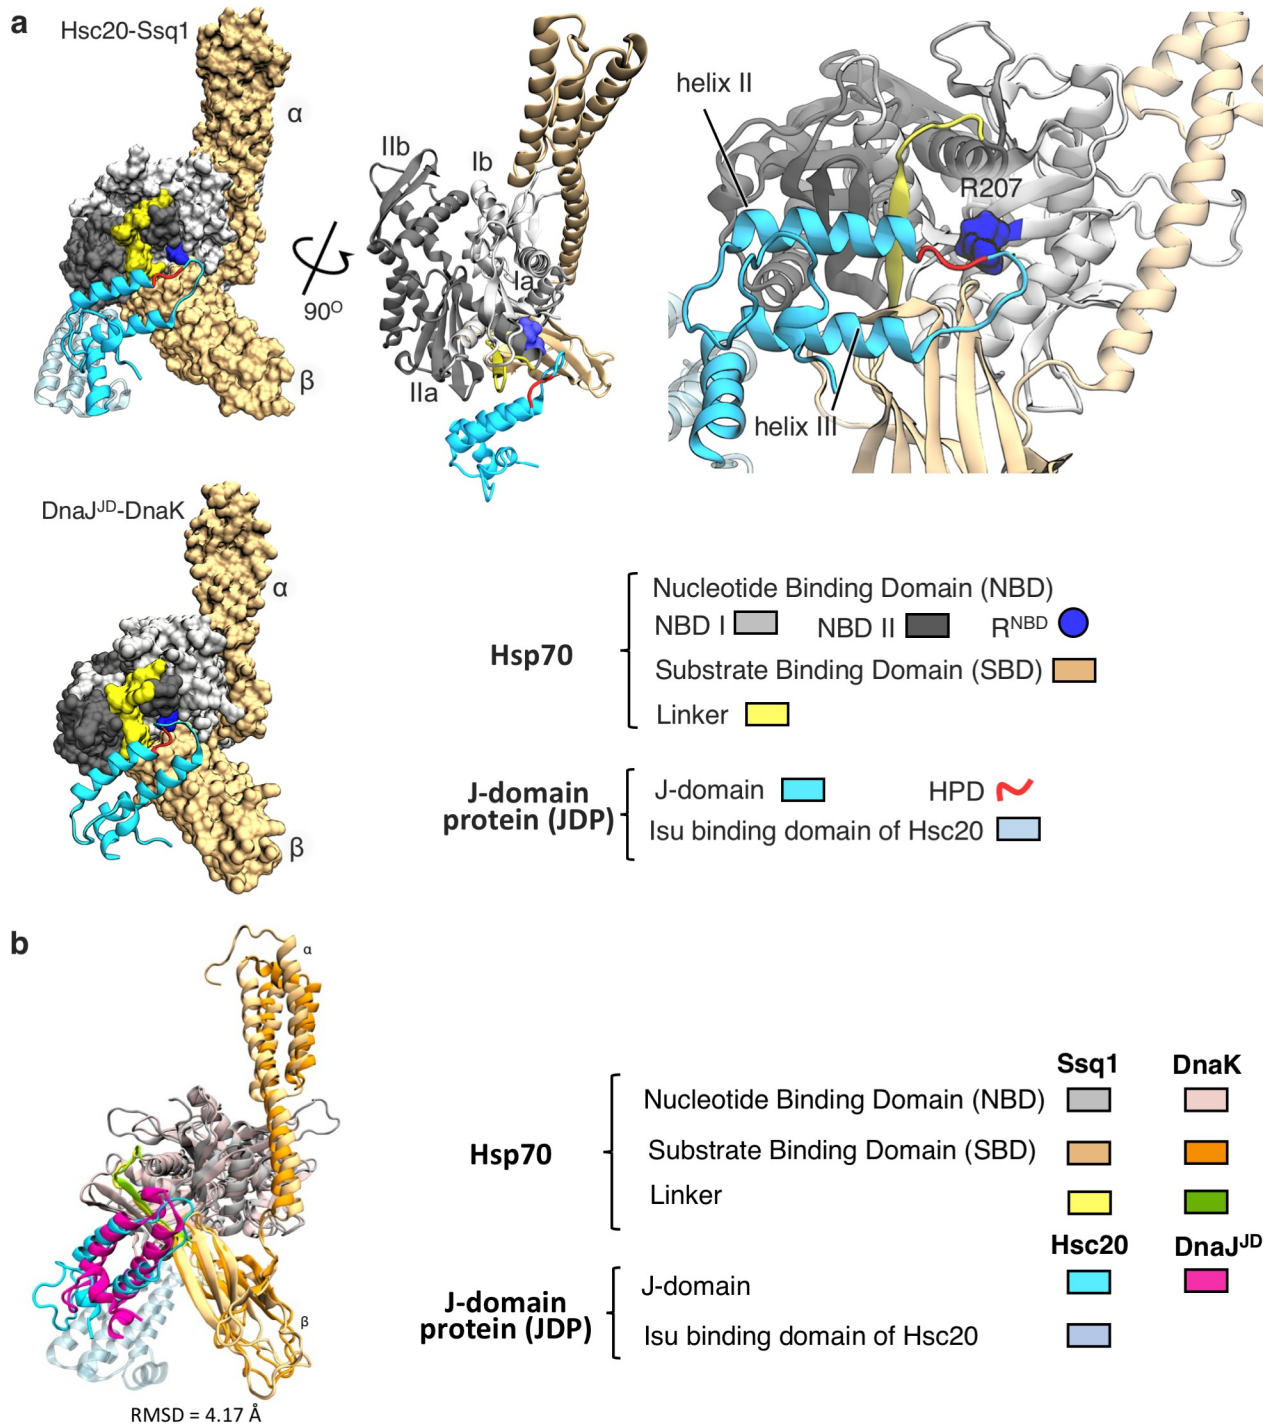 a
Hsc20-Ssq1
α
β
90O
IIb
Ib
Ia
IIa
helix II
R207
helix III
DnaJJD-DnaK
α
β
Hsp70
Nucleotide Binding Domain (NBD)
NBD I
NBD II
RNBD
Substrate Binding Domain (SBD)
Linker
J-domain
protein (JDP)
J-domain
HPD
Isu binding domain of Hsc20
b
α
β
RMSD = 4.17 Å
Ssq1
DnaK
Hsp70
Nucleotide Binding Domain (NBD)
Substrate Binding Domain (SBD)
Linker
Hsc20
DnaJJD
J-domain
protein (JDP)
J-domain
Isu binding domain of Hsc20